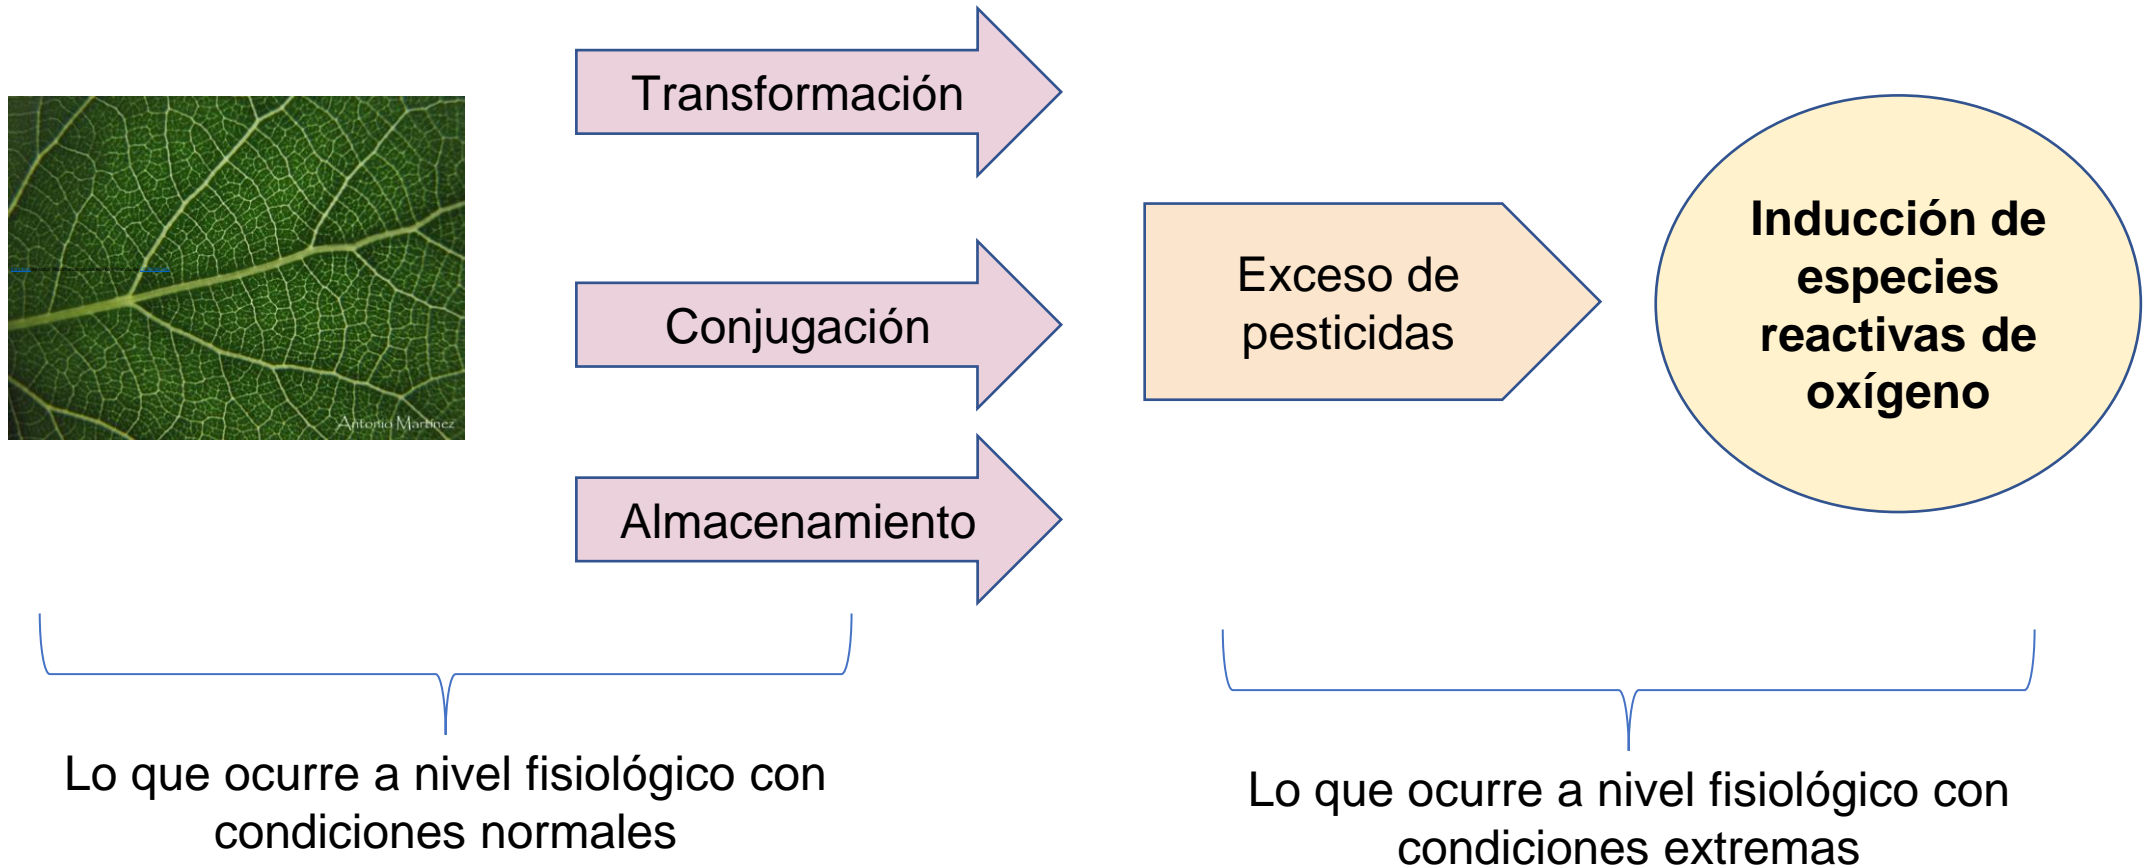 Transformación
Antonio Martínez
Conjugación
Almacenamiento
Exceso de
pesticidas
Inducción de
especies
reactivas de
oxígeno
Lo que ocurre a nivel fisiológico con
condiciones normales
Lo que ocurre a nivel fisiológico con
condiciones extremas